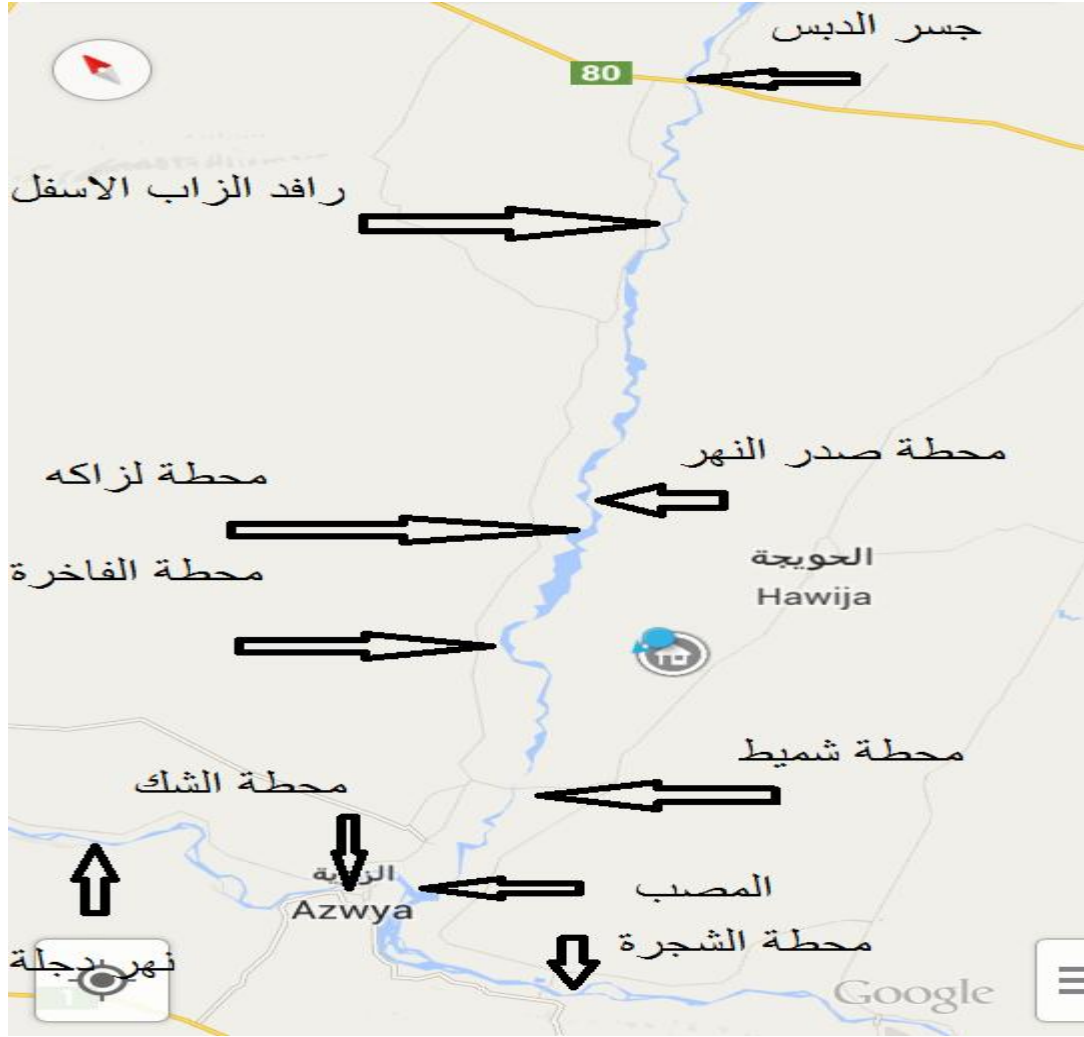 جسر الدبس
80
رافد الزاب الاسفل
محطة صدر النهر
محطة لزاكه
الحويجة
Hawija
محطة الفاخرة
محطة شميط
محطة الشك
Azwya
المصب
محطة الشجرة
نهر دجلة
1
Google